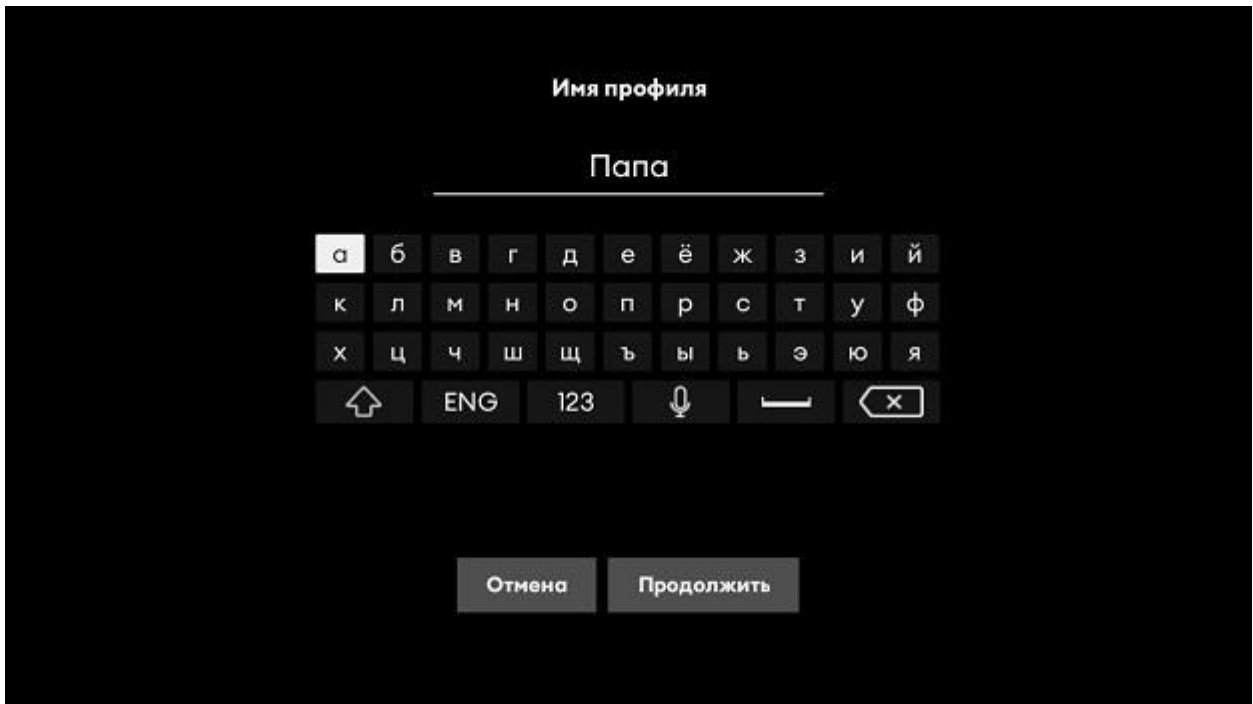 Имя профиля
Папа
а б в г д е ё ж з и й
к л м н о п р с т у ф
х ц ч ш щ ъ ы ь э ю я
ENG 123
Отмена Продолжить